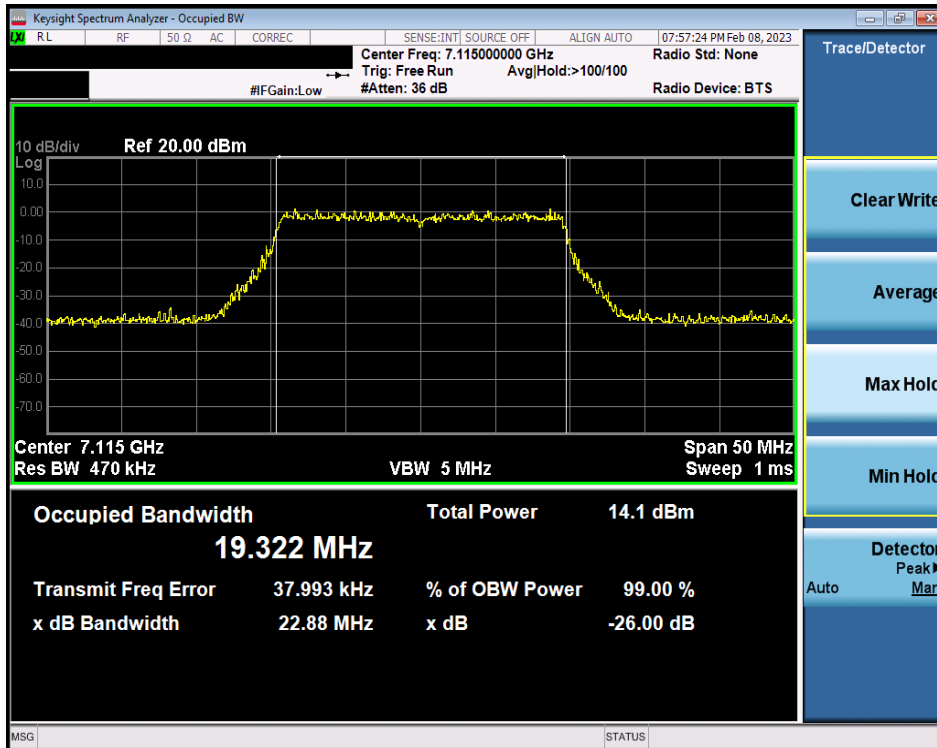 Keysight Spectrum Analyzer - Occupied BW
LXI RL RF 50 Ω AC CORREC SENSE:INT SOURCE OFF ALIGN AUTO 07:57:24 PM Feb 08, 2023
Center Freq: 7.115000000 GHz Radio Std: None
Trig: Free Run Avg|Hold:>100/100
#IFGain:Low #Atten: 36 dB Radio Device: BTS
Trace/Detector
10 dB/div Ref 20.00 dBm
Log
10.0
0.00
-10.0
-20.0
-30.0
-40.0
-50.0
-60.0
-70.0
Center 7.115 GHz Span 50 MHz
Res BW 470 kHz VBW 5 MHz Sweep 1 ms
Occupied Bandwidth Total Power 14.1 dBm
19.322 MHz
Transmit Freq Error 37.993 kHz % of OBW Power 99.00 %
x dB Bandwidth 22.88 MHz x dB -26.00 dB
Clear Write
Average
Max Hold
Min Hold
Detector
Peak
Auto Man
MSG STATUS